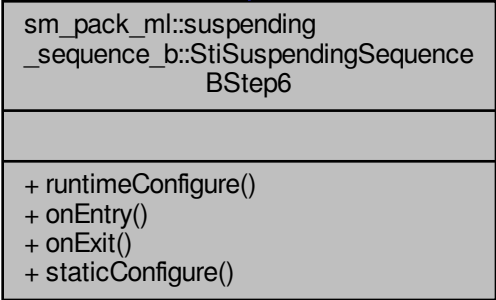 sm_pack_ml::suspending
_sequence_b::StiSuspendingSequence
BStep6
+ runtimeConfigure()
+ onEntry()
+ onExit()
+ staticConfigure()